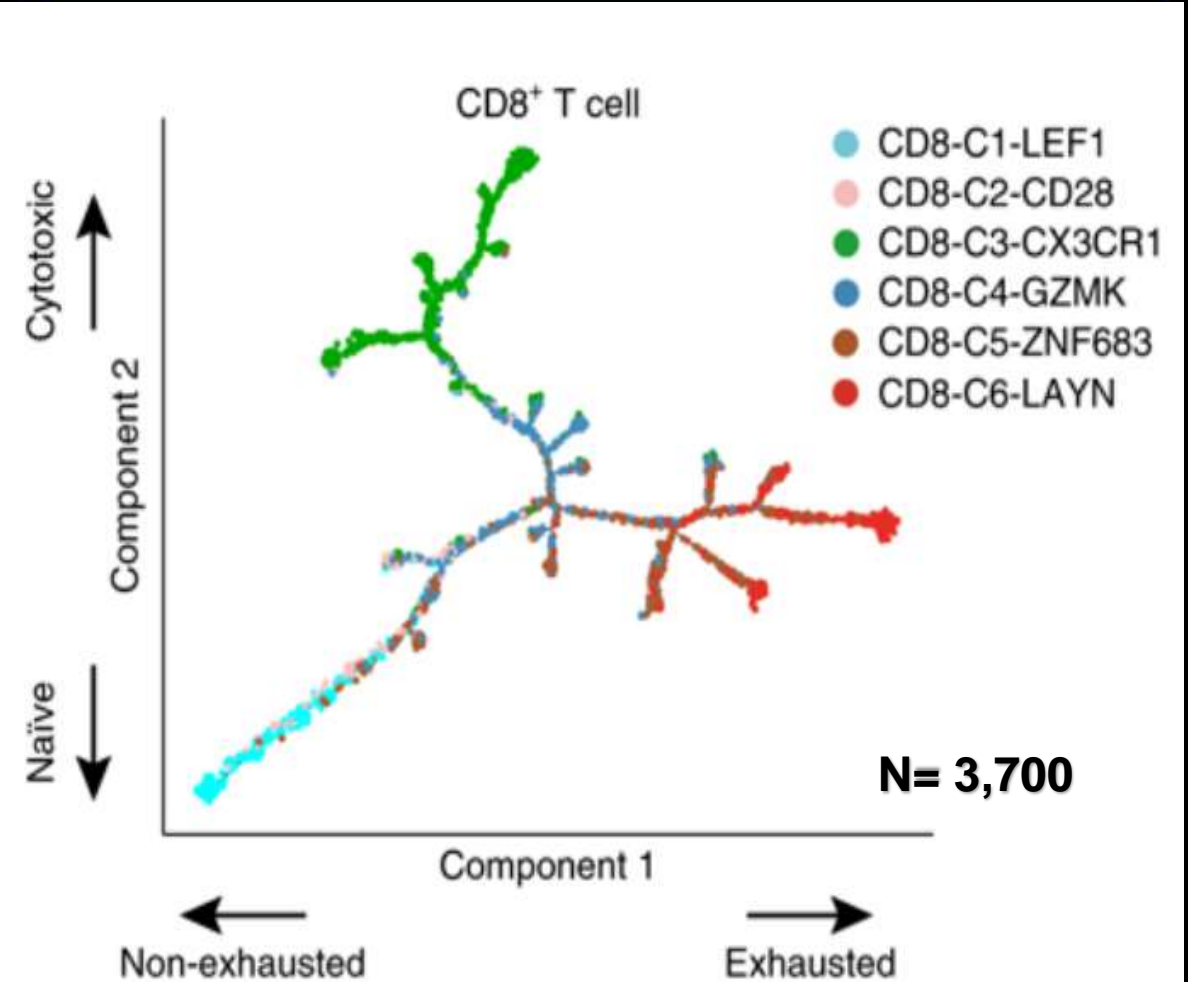 CD8⁺ T cell
CD8-C1-LEF1
CD8-C2-CD28
CD8-C3-CX3CR1
CD8-C4-GZMK
CD8-C5-ZNF683
CD8-C6-LAYN
Cytotoxic
Component 2
Naïve
N= 3,700
Component 1
Non-exhausted
Exhausted